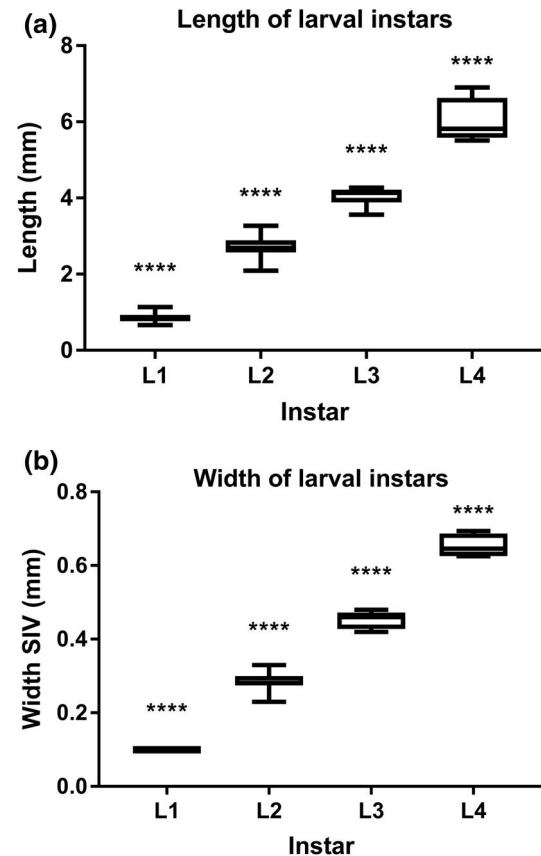 (a)
Length of larval instars
Length (mm)
8
6
4
2
0
****
****
****
****
L1 L2 L3 L4
Instar
(b)
Width of larval instars
Width SIV (mm)
0.8
0.6
0.4
0.2
0.0
****
****
****
****
L1 L2 L3 L4
Instar